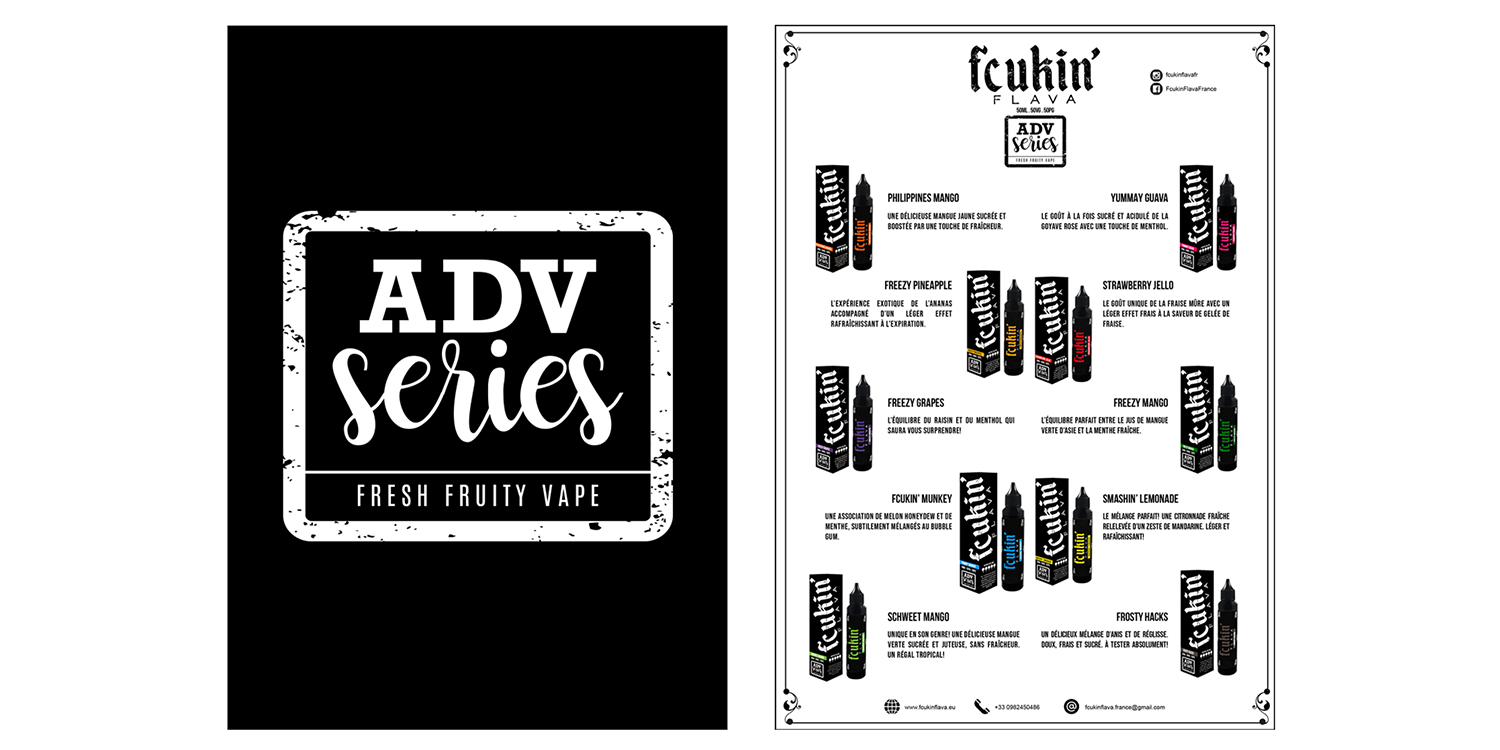 ADV
series
FRESH FRUITY VAPE
fcukin'
FLAVA
50ML . 50VG . 50PG
ADV
series
FRESH FRUITY VAPE
fcukinflavafr
FcukinFlavaFrance
PHILIPPINES MANGO
UNE DÉLICIEUSE MANGUE JAUNE SUCRÉE ET
BOOSTÉE PAR UNE TOUCHE DE FRAÎCHEUR.
YUMMAY GUAVA
LE GOÛT À LA FOIS SUCRÉ ET ACIDULÉ DE LA
GOYAVE ROSE AVEC UNE TOUCHE DE MENTHOL.
FREEZY PINEAPPLE
L'EXPÉRIENCE EXOTIQUE DE L'ANANAS
ACCOMPAGNÉ D'UN LÉGER EFFET
RAFRAÎCHISSANT À L'EXPIRATION.
STRAWBERRY JELLO
LE GOÛT UNIQUE DE LA FRAISE MÛRE AVEC UN
LÉGER EFFET FRAIS À LA SAVEUR DE GELÉE DE
FRAISE.
FREEZY GRAPES
L'ÉQUILIBRE DU RAISIN ET DU MENTHOL QUI
SAURA VOUS SURPRENDRE!
FREEZY MANGO
L'ÉQUILIBRE PARFAIT ENTRE LE JUS DE MANGUE
VERTE D'ASIE ET LA MENTHE FRAÎCHE.
FCUKIN' MUNKEY
UNE ASSOCIATION DE MELON HONEYDEW ET DE
MENTHE, SUBTILEMENT MÉLANGÉS AU BUBBLE
GUM.
SMASHIN' LEMONADE
LE MÉLANGE PARFAIT! UNE CITRONNADE FRAÎCHE
RELELEVÉE D'UN ZESTE DE MANDARINE. LÉGER ET
RAFAÎCHISSANT!
SCHWEET MANGO
UNIQUE EN SON GENRE! UNE DÉLICIEUSE MANGUE
VERTE SUCRÉE ET JUTEUSE, SANS FRAÎCHEUR.
UN RÉGAL TROPICAL!
FROSTY HACKS
UN DÉLICIEUX MÉLANGE D'ANIS ET DE RÉGLISSE.
DOUX, FRAIS ET SUCRÉ. À TESTER ABSOLUMENT!
www.fcukinflava.eu
+33 0982450486
fcukinflava.france@gmail.com